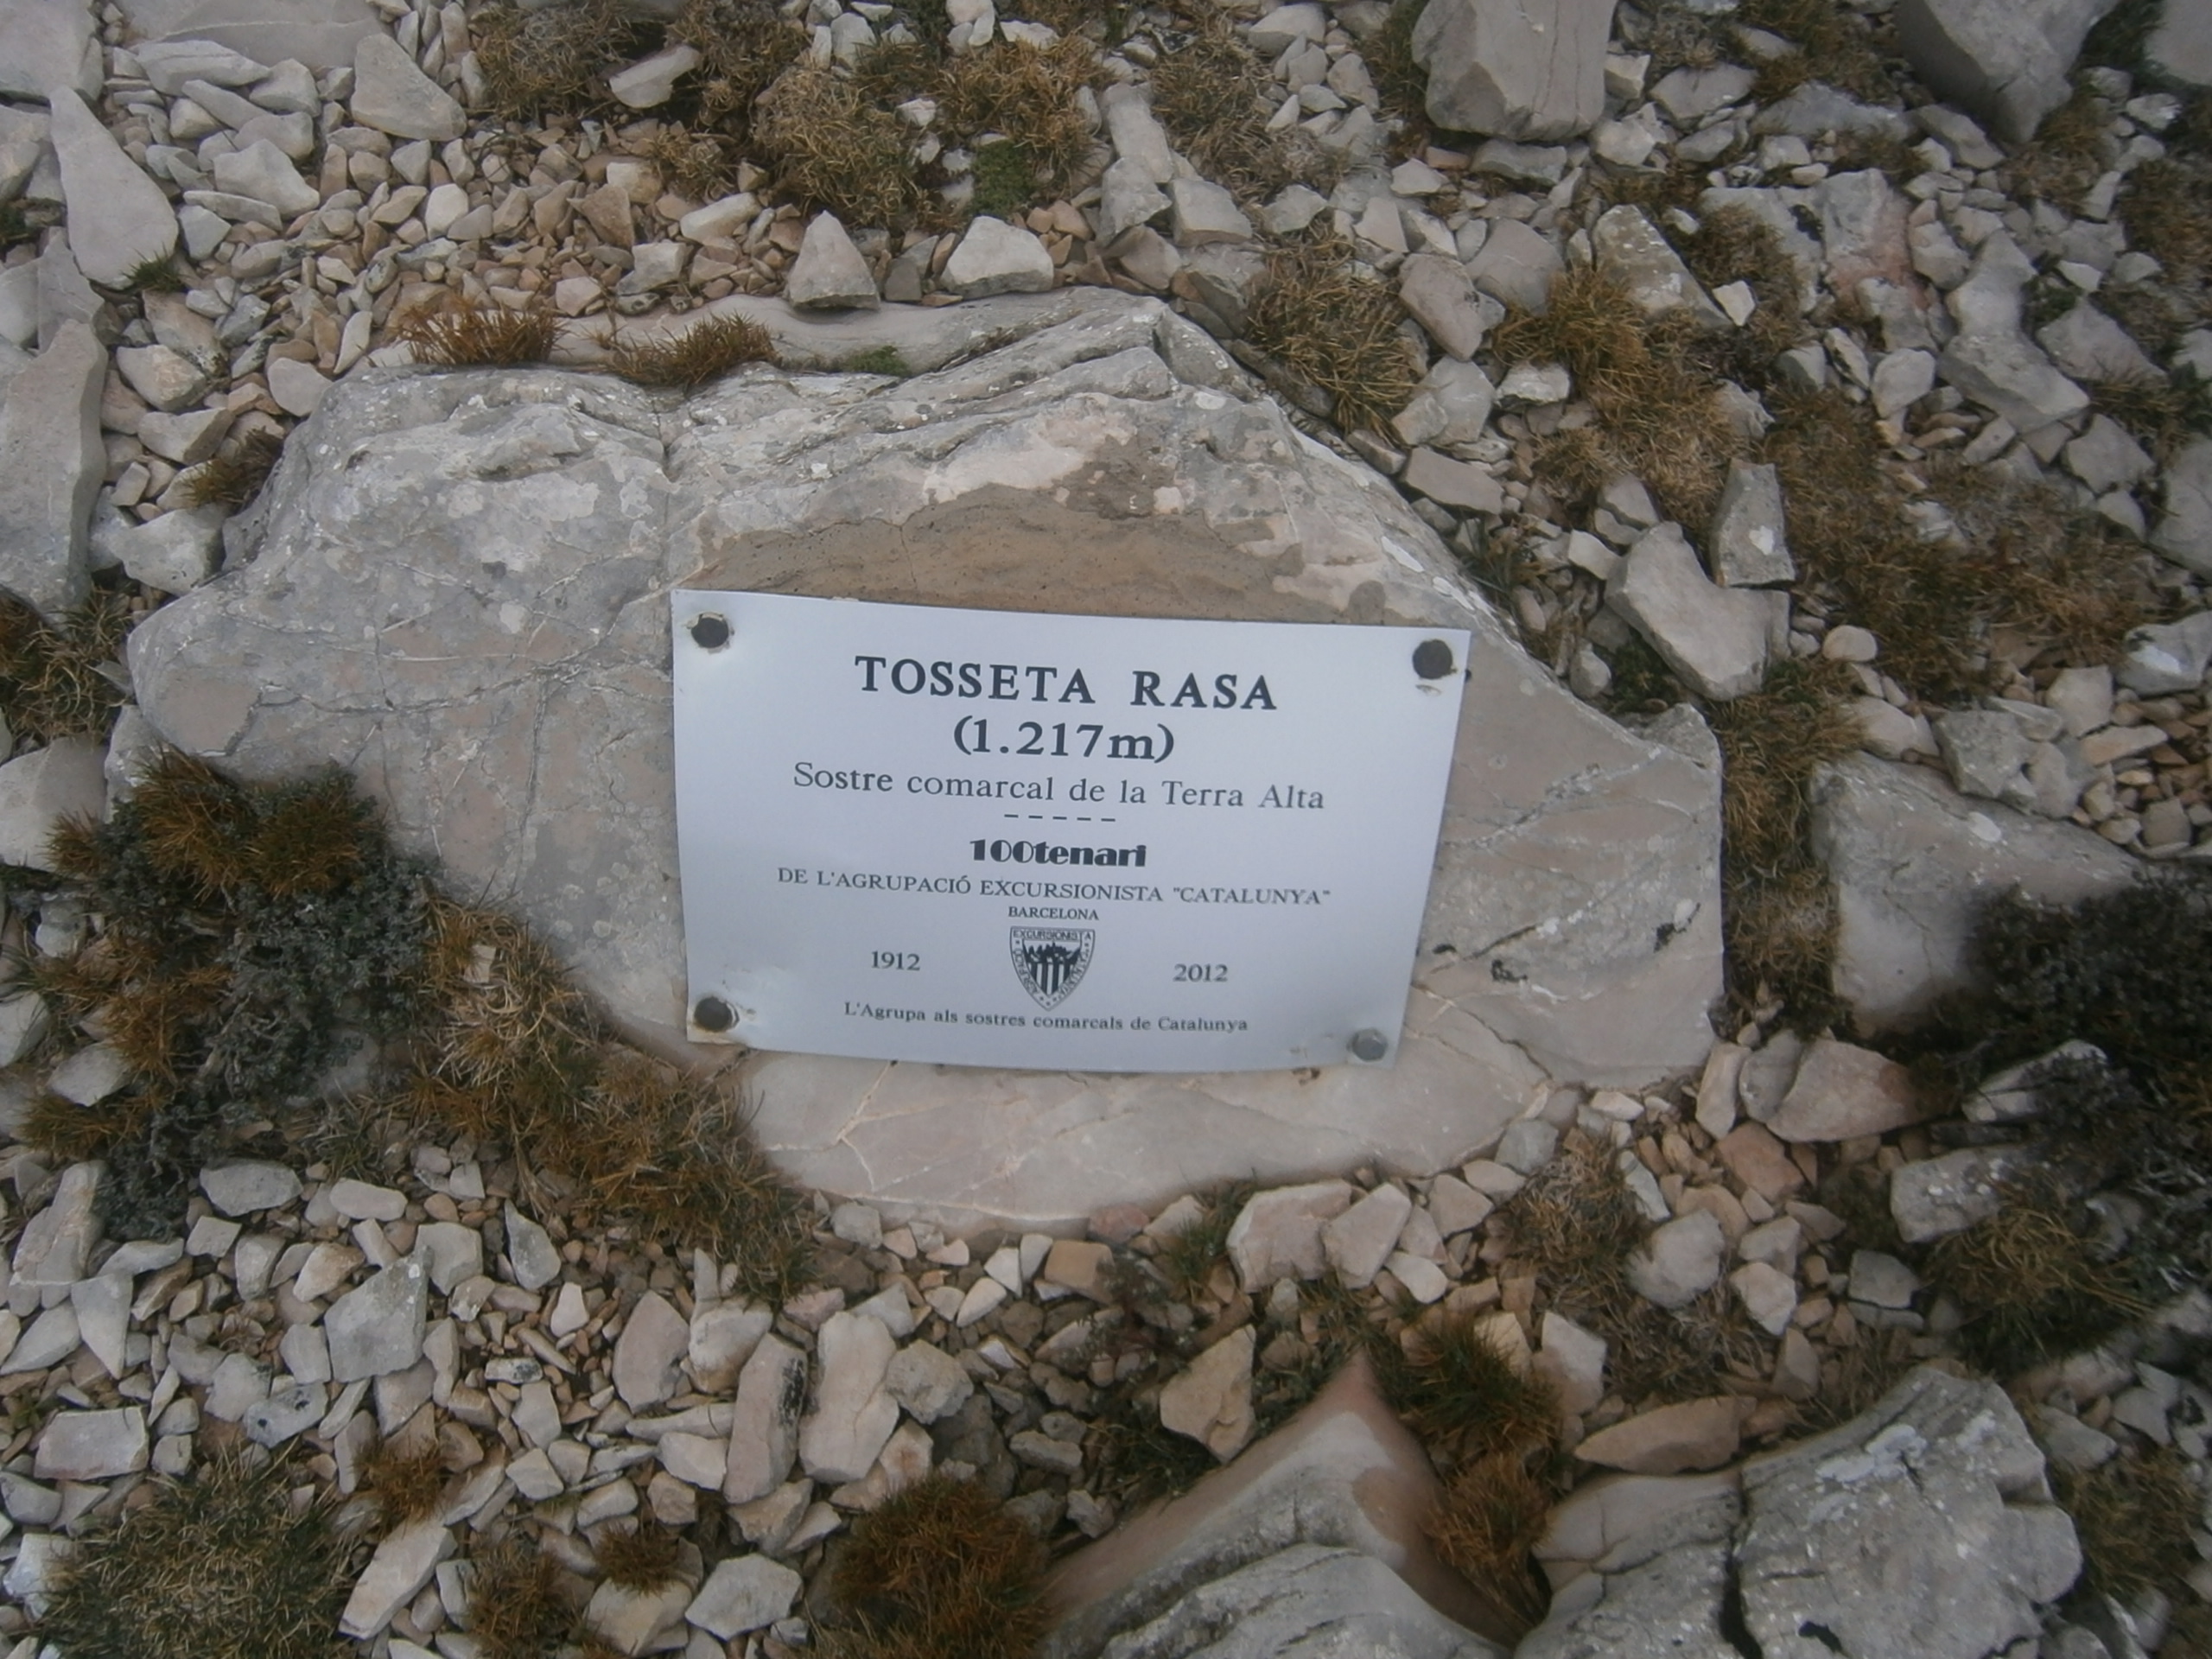 TOSSETA RASA
(1.217m)
Sostre comarcal de la Terra Alta
-----
100tenari
DE L'AGRUPACIÓ EXCURSIONISTA "CATALUNYA"
BARCELONA
EXCURSIONISTA
1912 2012
L'Agrupa als sostres comarcals de Catalunya